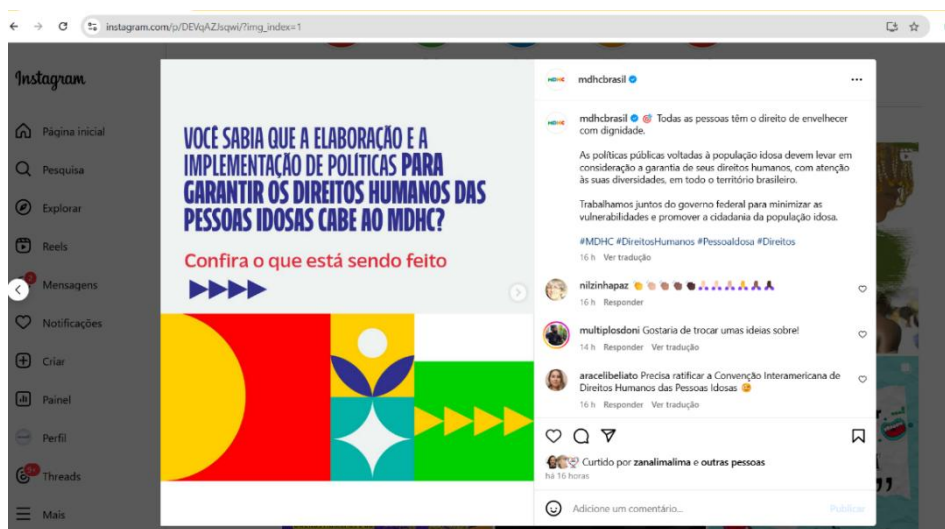 instagram.com/p/DEVqAZJsqwi/?img_index=1
Instagram
Página inicial
Pesquisa
Explorar
Reels
2
Mensagens
Notificações
Criar
Painel
Perfil
9+
Threads
Mais
VOCÊ SABIA QUE A ELABORAÇÃO E A
IMPLEMENTAÇÃO DE POLÍTICAS PARA
GARANTIR OS DIREITOS HUMANOS DAS
PESSOAS IDOSAS CABE AO MDHC?
Confira o que está sendo feito
MDHC
mdhcbrasil
MDHC
mdhcbrasil 🎯 Todas as pessoas têm o direito de envelhecer
com dignidade.
As políticas públicas voltadas à população idosa devem levar em
consideração a garantia de seus direitos humanos, com atenção
às suas diversidades, em todo o território brasileiro.
Trabalhamos juntos do governo federal para minimizar as
vulnerabilidades e promover a cidadania da população idosa.
#MDHC #DireitosHumanos #PessoaIdosa #Direitos
16 h Ver tradução
nilzinhapaz
16 h Responder
multiplosdoni Gostaria de trocar umas ideias sobre!
14 h Responder Ver tradução
aracelibeliato Precisa ratificar a Convenção Interamericana de
Direitos Humanos das Pessoas Idosas
16 h Responder Ver tradução
Curtido por zanalimalima e outras pessoas
há 16 horas
Adicione um comentário...
Publicar